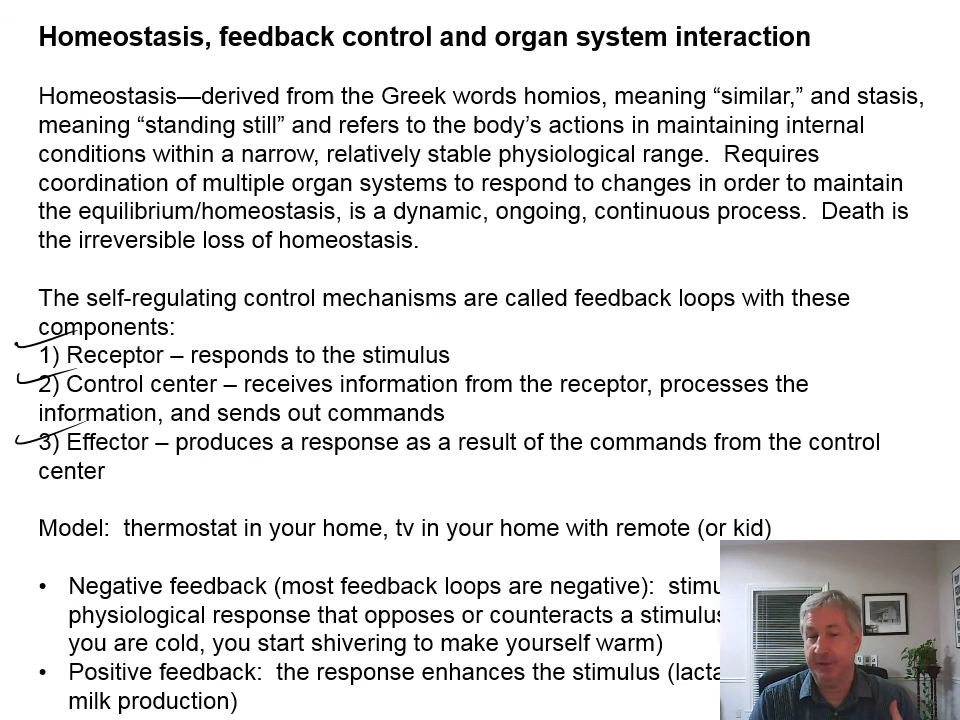 Homeostasis, feedback control and organ system interaction
Homeostasis—derived from the Greek words homios, meaning “similar,” and stasis,
meaning “standing still” and refers to the body’s actions in maintaining internal
conditions within a narrow, relatively stable physiological range.  Requires
coordination of multiple organ systems to respond to changes in order to maintain
the equilibrium/homeostasis, is a dynamic, ongoing, continuous process.  Death is
the irreversible loss of homeostasis.
The self-regulating control mechanisms are called feedback loops with these
components:
1) Receptor – responds to the stimulus
2) Control center – receives information from the receptor, processes the
information, and sends out commands
3) Effector – produces a response as a result of the commands from the control
center
Model:  thermostat in your home, tv in your home with remote (or kid)
• Negative feedback (most feedback loops are negative):
physiological response that opposes or counteracts a
you are cold, you start shivering to make yourself warm)
• Positive feedback:  the response enhances the stimulus
milk production)